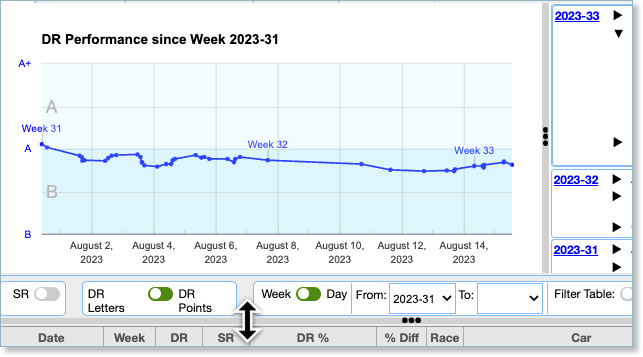 DR Performance since Week 2023-31
A+
A
Week 31
A
Week 32
Week 33
B
B
August 2, 2023
August 4, 2023
August 6, 2023
August 8, 2023
August 10, 2023
August 12, 2023
August 14, 2023
2023-33
2023-32
2023-31
SR
DR Letters
DR Points
Week
Day
From:
2023-31
To:
Filter Table:
Date
Week
DR
SR
DR %
% Diff
Race
Car